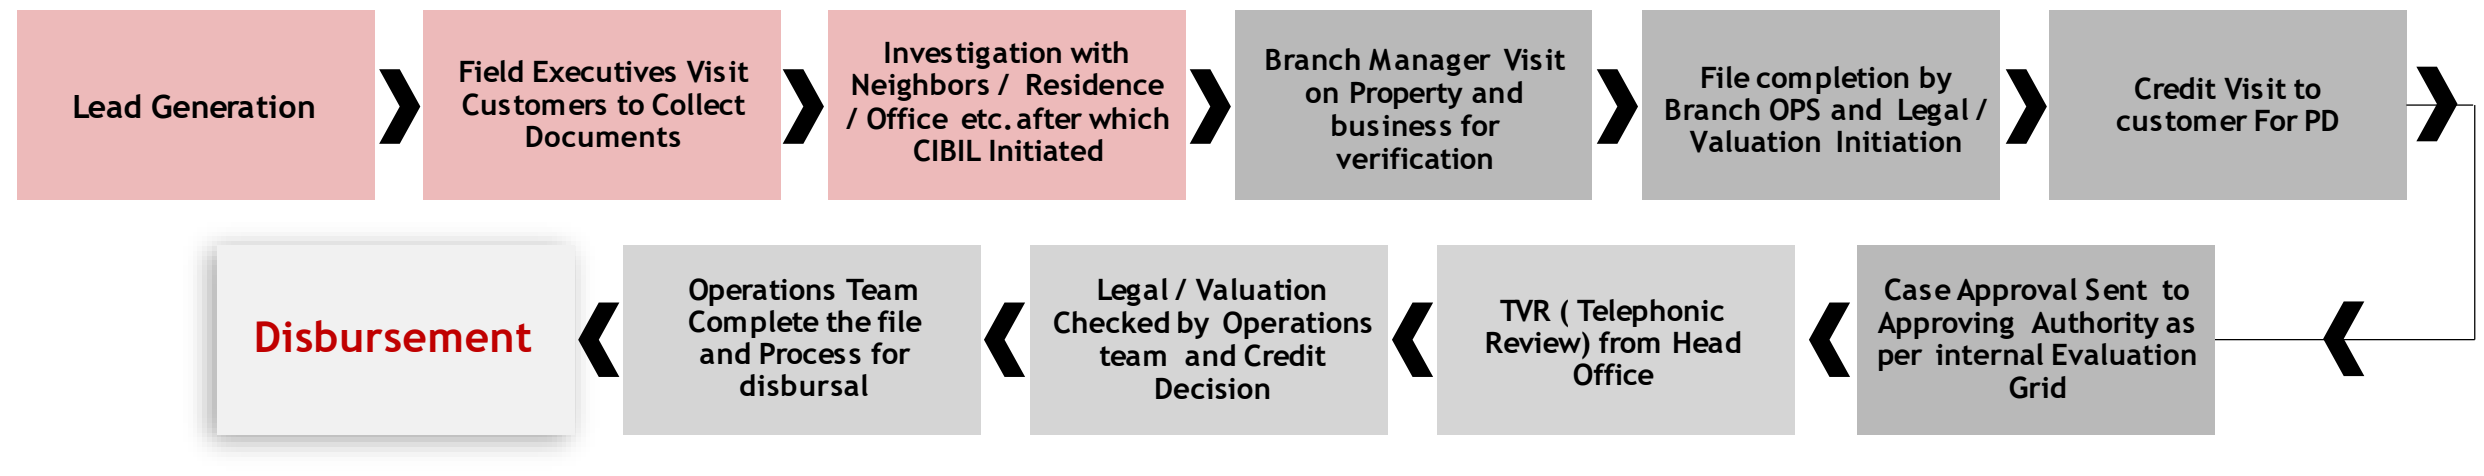 Lead Generation
Field Executives Visit
Customers to Collect
Documents
Investigation with
Neighbors / Residence
/ Office etc. after which
CIBIL Initiated
Branch Manager Visit
on Property and
business for
verification
File completion by
Branch OPS and Legal /
Valuation Initiation
Credit Visit to
customer For PD
Case Approval Sent to
Approving Authority as
per internal Evaluation
Grid
TVR ( Telephonic
Review) from Head
Office
Legal / Valuation
Checked by Operations
team and Credit
Decision
Operations Team
Complete the file
and Process for
disbursal
Disbursement